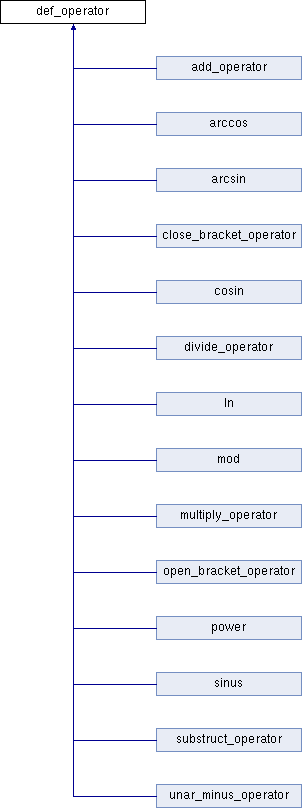 def_operator
add_operator
arccos
arcsin
close_bracket_operator
cosin
divide_operator
ln
mod
multiply_operator
open_bracket_operator
power
sinus
substruct_operator
unar_minus_operator